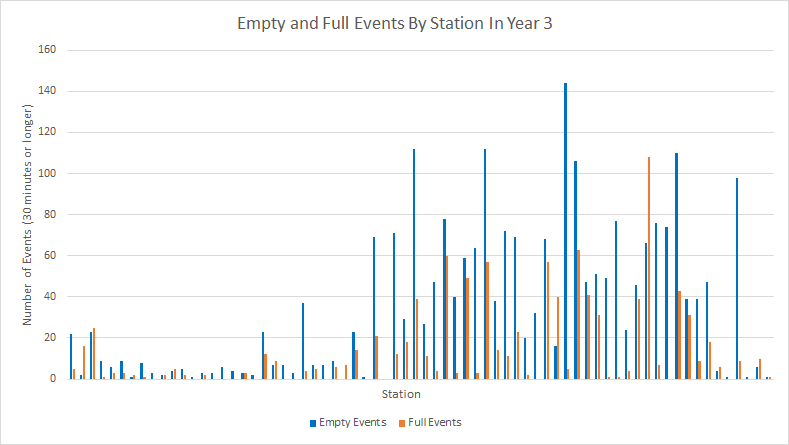 Empty and Full Events By Station In Year 3
160
140
120
100
80
60
40
20
0
Number of Events (30 minutes or longer)
Station
Empty Events
Full Events